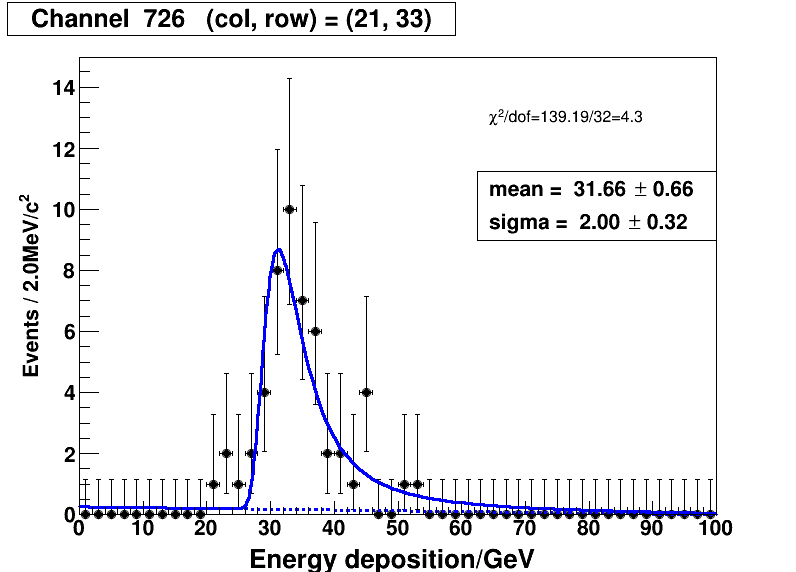 Channel  726   (col, row) = (21, 33)
χ²/dof=139.19/32=4.3
mean =  31.66 ± 0.66
sigma =  2.00 ± 0.32
Events / 2.0MeV/c²
14
12
10
8
6
4
2
0
0 10 20 30 40 50 60 70 80 90 100
Energy deposition/GeV